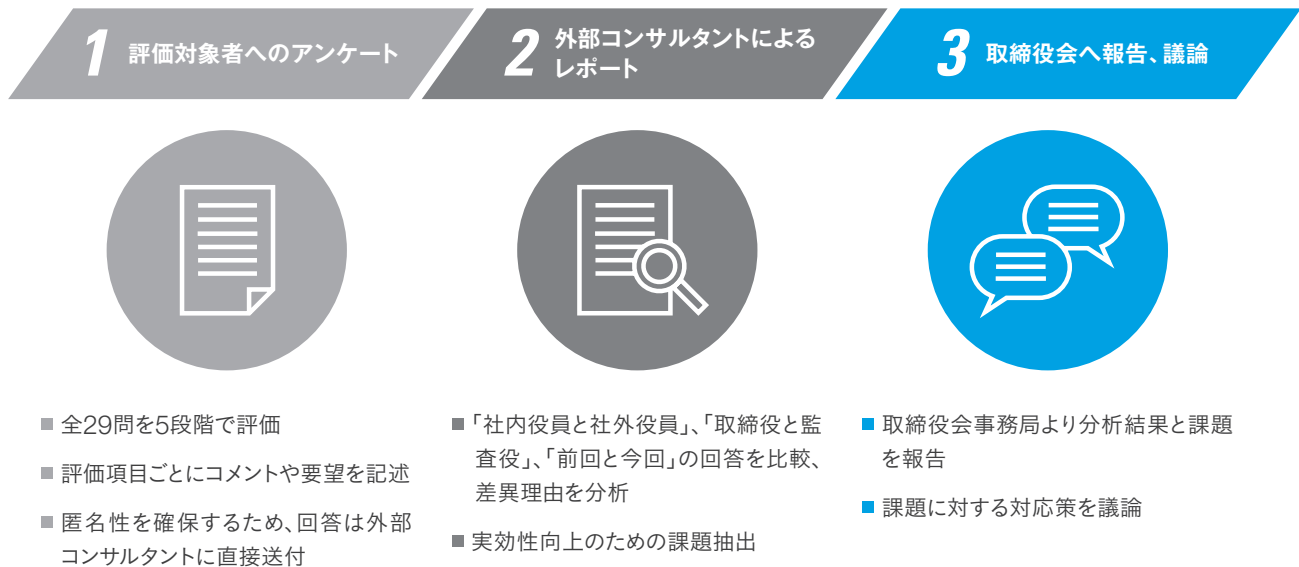 1 評価対象者へのアンケート
2 外部コンサルタントによる
レポート
3 取締役会へ報告、議論
■ 全29問を5段階で評価
■ 評価項目ごとにコメントや要望を記述
■ 匿名性を確保するため、回答は外部
コンサルタントに直接送付
■ 「社内役員と社外役員」、「取締役と監
査役」、「前回と今回」の回答を比較、
差異理由を分析
■ 実効性向上のための課題抽出
■ 取締役会事務局より分析結果と課題
を報告
■ 課題に対する対応策を議論